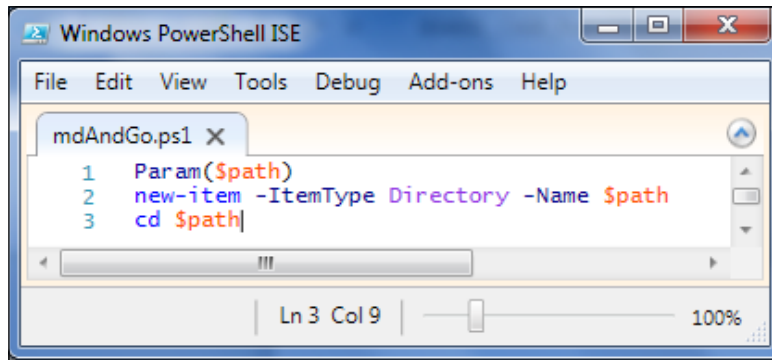 Windows PowerShell ISE
File Edit View Tools Debug Add-ons Help
mdAndGo.ps1
1 Param($path)
2 new-item -ItemType Directory -Name $path
3 cd $path
Ln 3 Col 9 100%